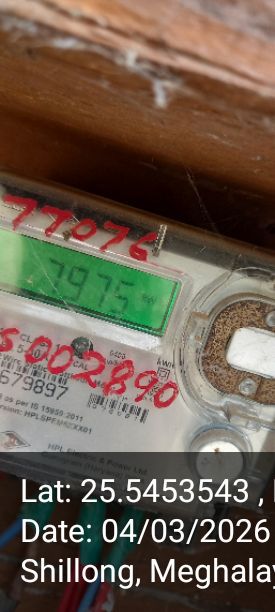 77076
7975
S002890
679897
d as per IS 15959:2011
HPL Electric & Power Ltd.
Lat: 25.5453543 ,
Date: 04/03/2026
Shillong, Meghalay